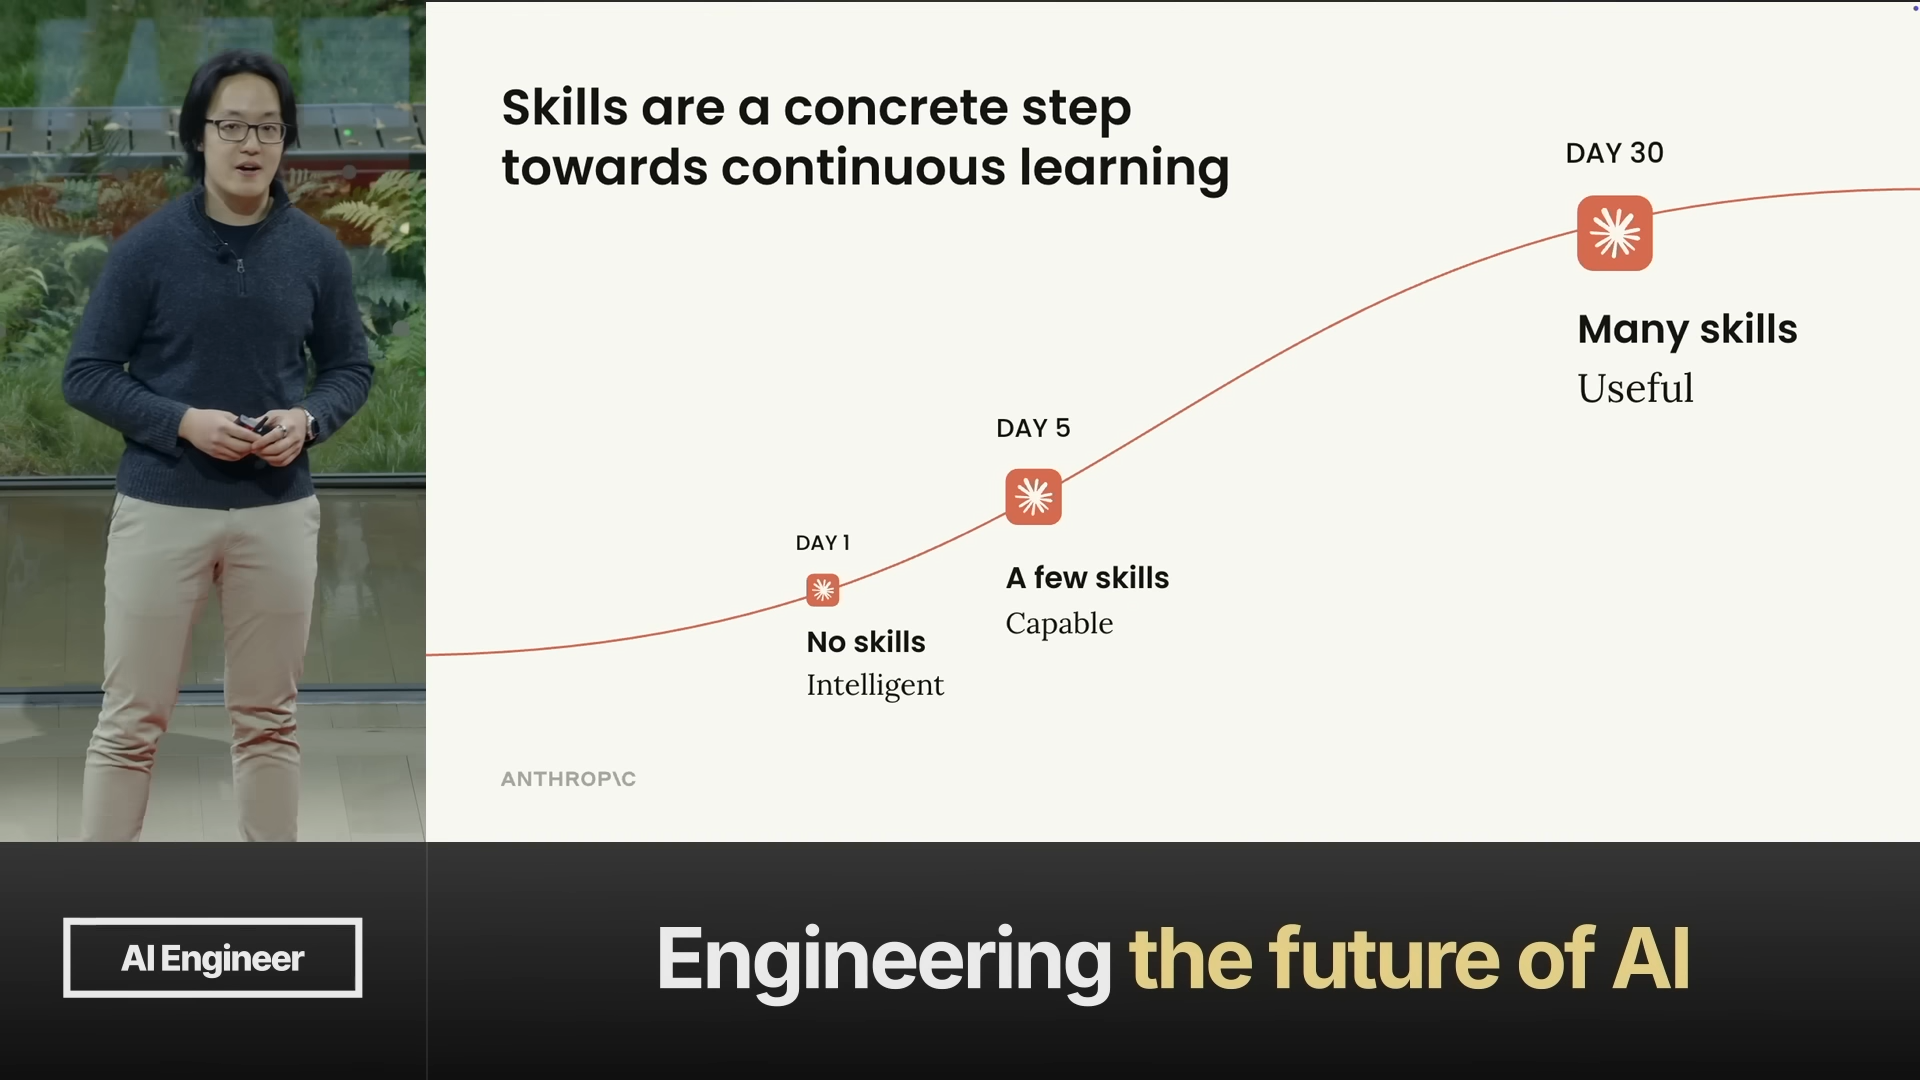 Skills are a concrete step
towards continuous learning
DAY 1
No skills
Intelligent
DAY 5
A few skills
Capable
DAY 30
Many skills
Useful
ANTHROP\C
AI Engineer
Engineering the future of AI